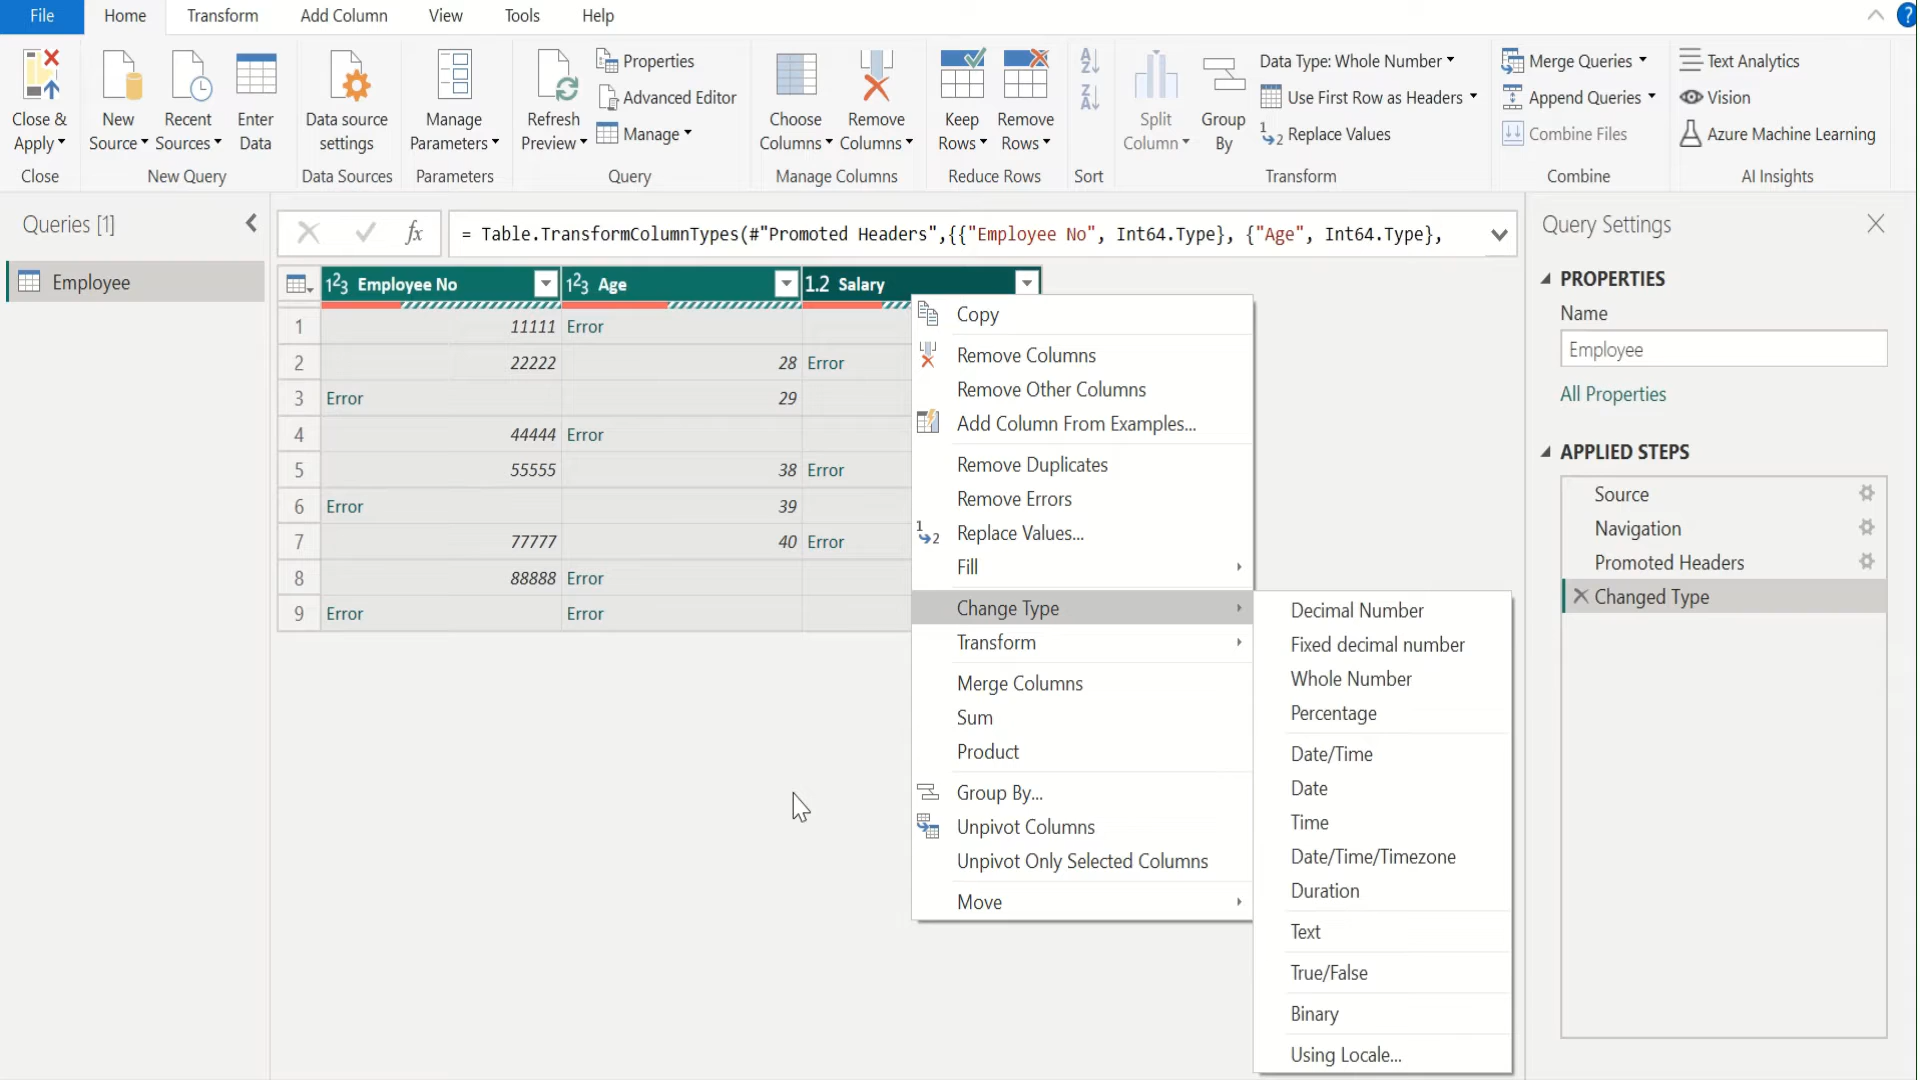 File Home Transform Add Column View Tools Help
?
Close & Apply
Close
New Source
Recent Sources
Enter Data
New Query
Data source settings
Data Sources
Manage Parameters
Parameters
Refresh Preview
Properties
Advanced Editor
Manage
Query
Choose Columns
Remove Columns
Manage Columns
Keep Rows
Remove Rows
Reduce Rows
A Z
Z A
Sort
Split Column
Group By
Data Type: Whole Number
Use First Row as Headers
1 2 Replace Values
Transform
Merge Queries
Append Queries
Combine Files
Combine
Text Analytics
Vision
Azure Machine Learning
AI Insights
Queries [1]
Employee
fx = Table.TransformColumnTypes(#"Promoted Headers",{{"Employee No", Int64.Type}, {"Age", Int64.Type},
123 Employee No 123 Age 1.2 Salary
1 11111 Error
2 22222 28 Error
3 Error 29
4 44444 Error
5 55555 38 Error
6 Error 39
7 77777 40 Error
8 88888 Error
9 Error Error
Copy
Remove Columns
Remove Other Columns
Add Column From Examples...
Remove Duplicates
Remove Errors
1 2 Replace Values...
Fill
Change Type
Transform
Merge Columns
Sum
Product
Group By...
Unpivot Columns
Unpivot Only Selected Columns
Move
Decimal Number
Fixed decimal number
Whole Number
Percentage
Date/Time
Date
Time
Date/Time/Timezone
Duration
Text
True/False
Binary
Using Locale...
Query Settings
PROPERTIES
Name
Employee
All Properties
APPLIED STEPS
Source
Navigation
Promoted Headers
Changed Type